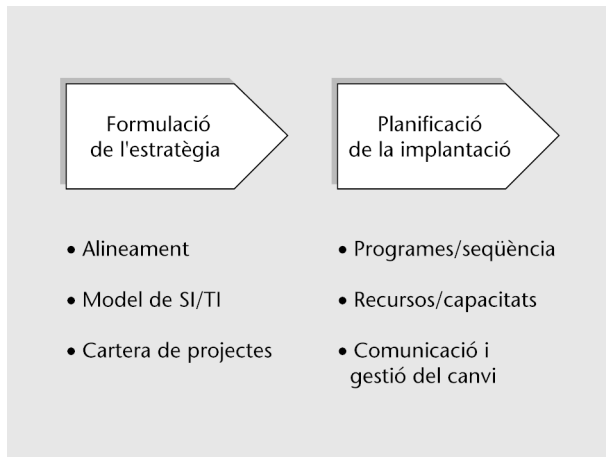 Formulació
de l'estratègia
Planificació
de la implantació
• Alineament
• Model de SI/TI
• Cartera de projectes
• Programes/seqüència
• Recursos/capacitats
• Comunicació i
gestió del canvi